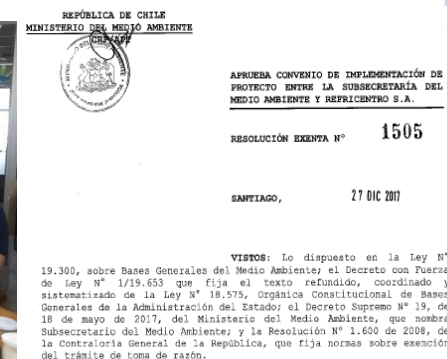 REPÚBLICA DE CHILE
MINISTERIO DEL MEDIO AMBIENTE
APRUEBA CONVENIO DE IMPLEMENTACIÓN DE
PROYECTO ENTRE LA SUBSECRETARÍA DEL
MEDIO AMBIENTE Y REFRICENTRO S.A.
RESOLUCIÓN EXENTA N° 1505
SANTIAGO, 27 DIC 2017
VISTOS: Lo dispuesto en la Ley N°
19.300, sobre Bases Generales del Medio Ambiente; el Decreto con Fuerza
de Ley N° 1/19.653 que fija el texto refundido, coordinado y
sistematizado de la Ley N° 18.575, Orgánica Constitucional de Bases
Generales de la Administración del Estado; el Decreto Supremo N° 19, de
18 de mayo de 2017, del Ministerio del Medio Ambiente, que nombra
Subsecretario del Medio Ambiente; y la Resolución N° 1.600 de 2008, de
la Contraloría General de la República, que fija normas sobre exención
del trámite de toma de razón.